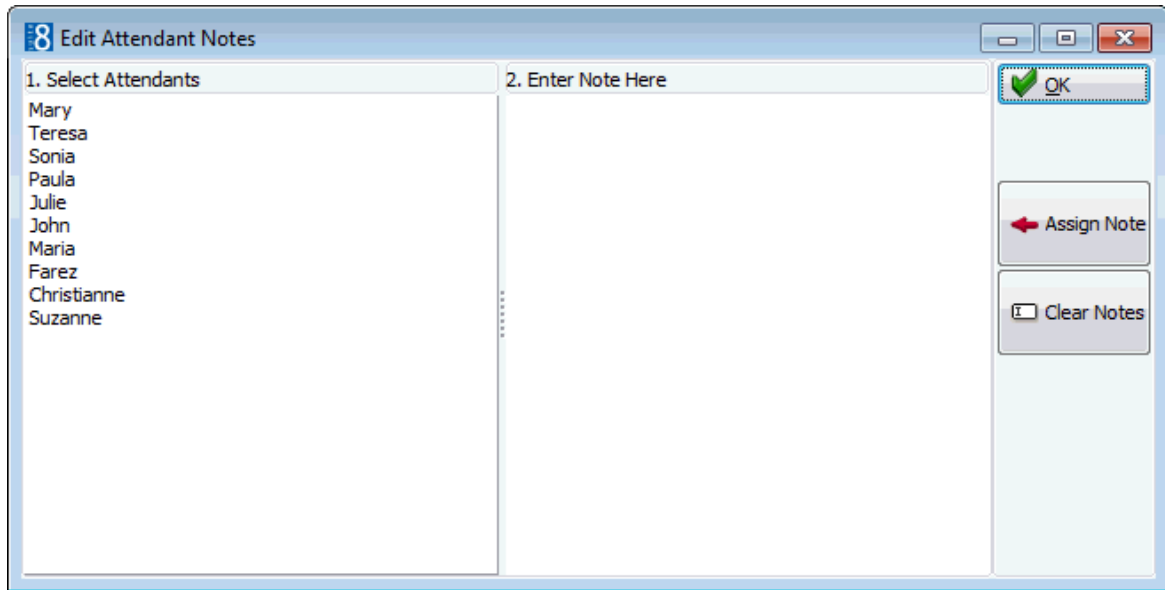 8 Edit Attendant Notes
1. Select Attendants
2. Enter Note Here
OK
Mary
Teresa
Sonia
Paula
Julie
John
Maria
Farez
Christianne
Suzanne
Assign Note
Clear Notes